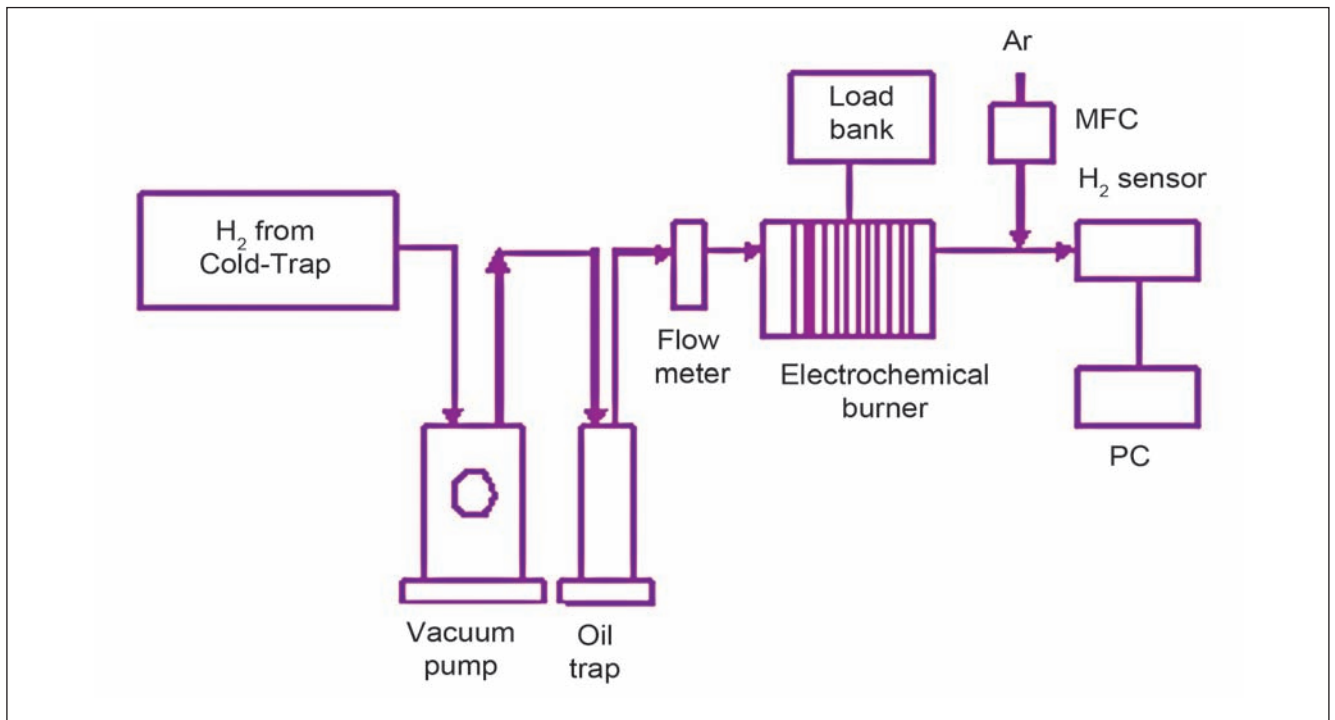 Ar
Load
bank
MFC
H₂ sensor
H₂ from
Cold-Trap
Flow
meter
Electrochemical
burner
PC
Vacuum
pump
Oil
trap